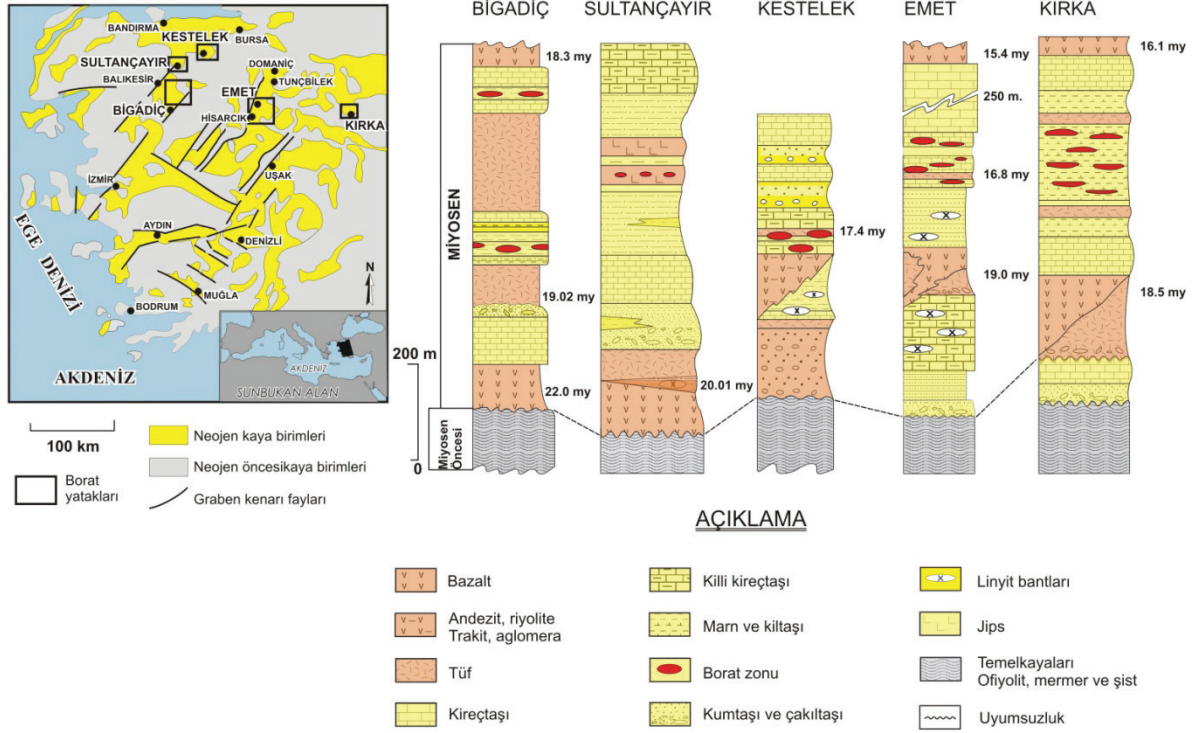 BANDIRMA
KESTELEK
BURSA
SULTANÇAYIR
BALIKESİR
DOMANİÇ
TUNÇBİLEK
EMET
BİGADİÇ
HİSARCIK
KIRKA
İZMİR
UŞAK
EGE DENİZİ
AYDIN
DENİZLİ
N
MUĞLA
BODRUM
AKDENİZ
AKDENİZ
SUNBUKAN ALAN
100 km
Borat
yatakları
Neojen kaya birimleri
Neojen öncesikaya birimleri
Graben kenarı fayları
BİGADİÇ
SULTANÇAYIR
KESTELEK
EMET
KIRKA
MİYOSEN
Miyosen
Öncesi
200 m
0
18.3 my
19.02 my
22.0 my
20.01 my
17.4 my
15.4 my
250 m.
16.8 my
19.0 my
16.1 my
18.5 my
AÇIKLAMA
Bazalt
Andezit, riyolite
Trakit, aglomera
Tüf
Kireçtaşı
Killi kireçtaşı
Marn ve kiltaşı
Borat zonu
Kumtaşı ve çakıltaşı
Linyit bantları
Jips
Temelkayaları
Ofiyolit, mermer ve şist
Uyumsuzluk